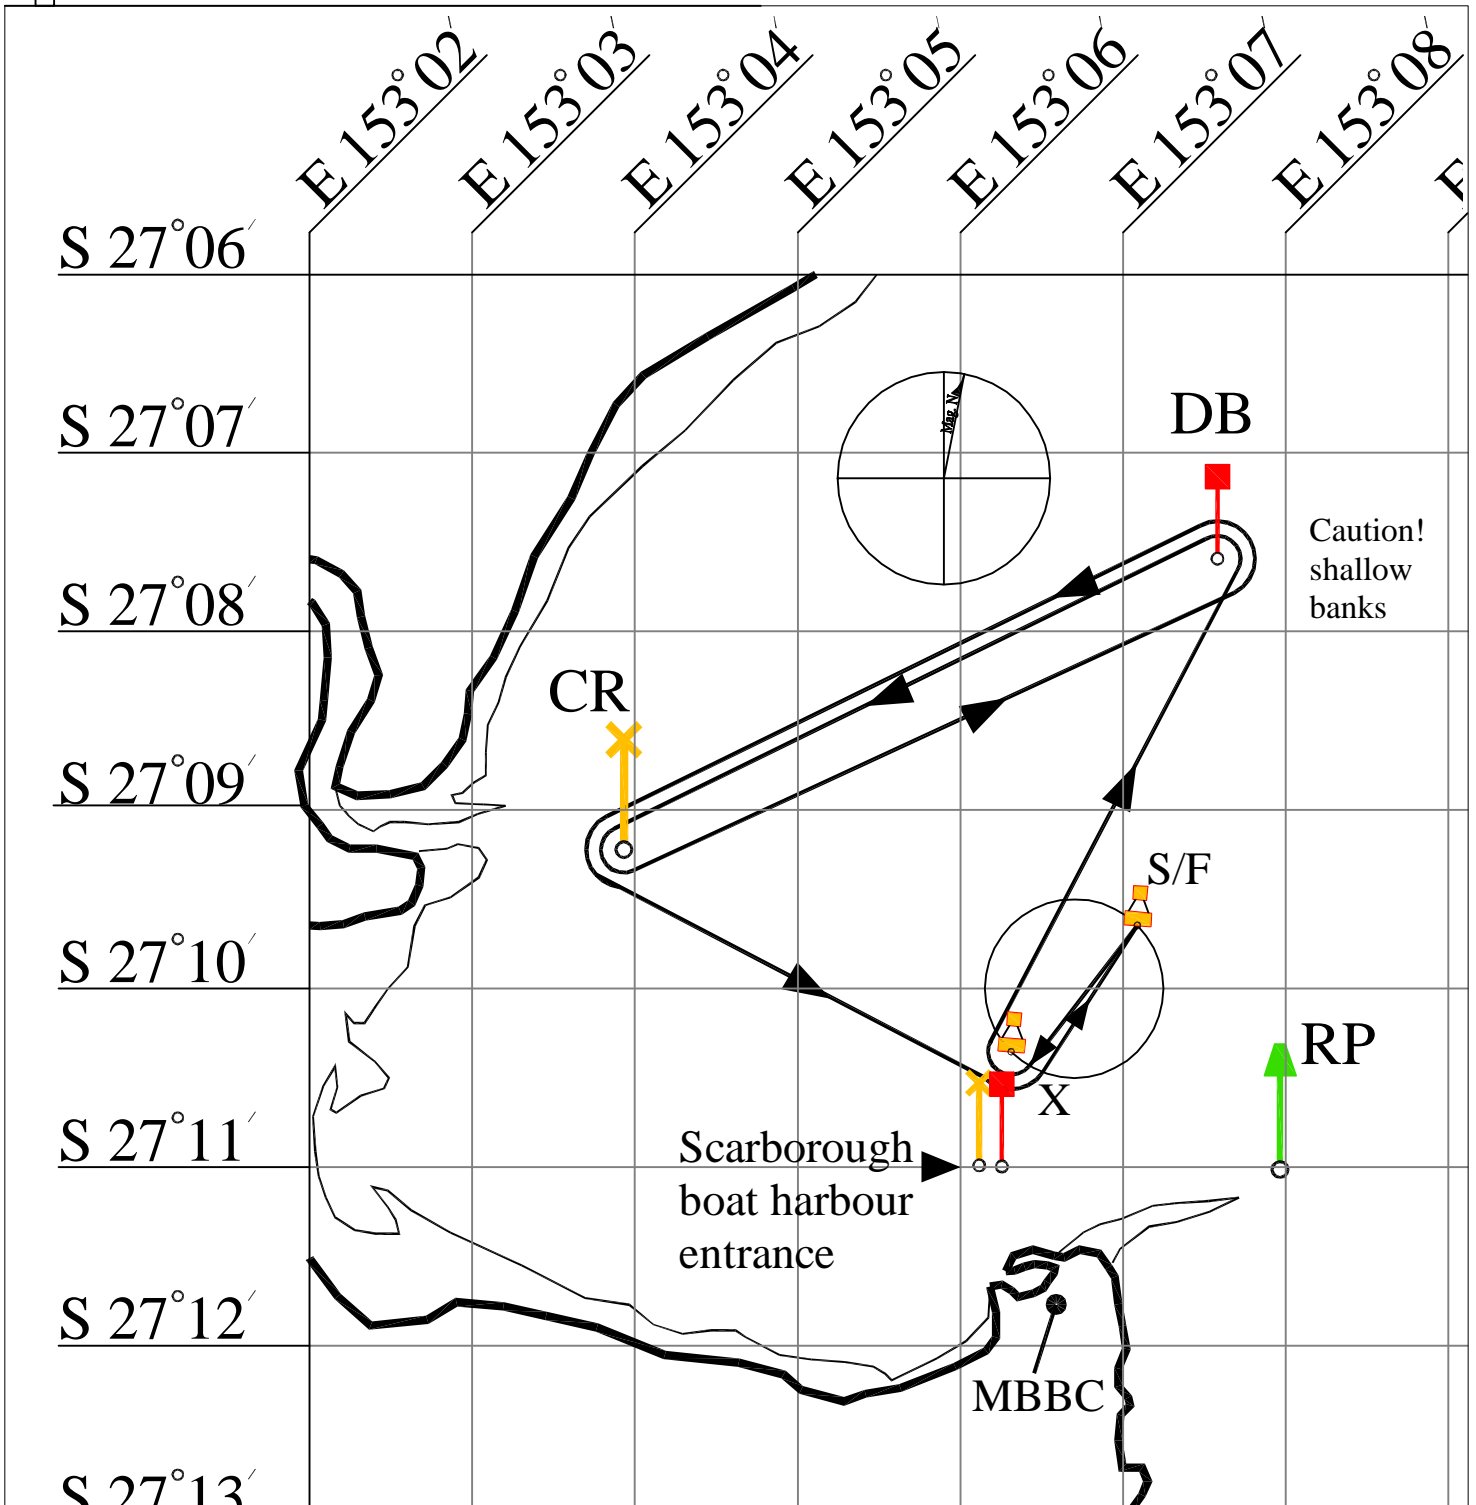 E 153°02′
E 153°03′
E 153°04′
E 153°05′
E 153°06′
E 153°07′
E 153°08′
S 27°06′
Mag. N
S 27°07′
DB
Caution!
shallow
banks
S 27°08′
CR
S 27°09′
S/F
S 27°10′
RP
X
S 27°11′
Scarborough
boat harbour
entrance
S 27°12′
MBBC
S 27°13′